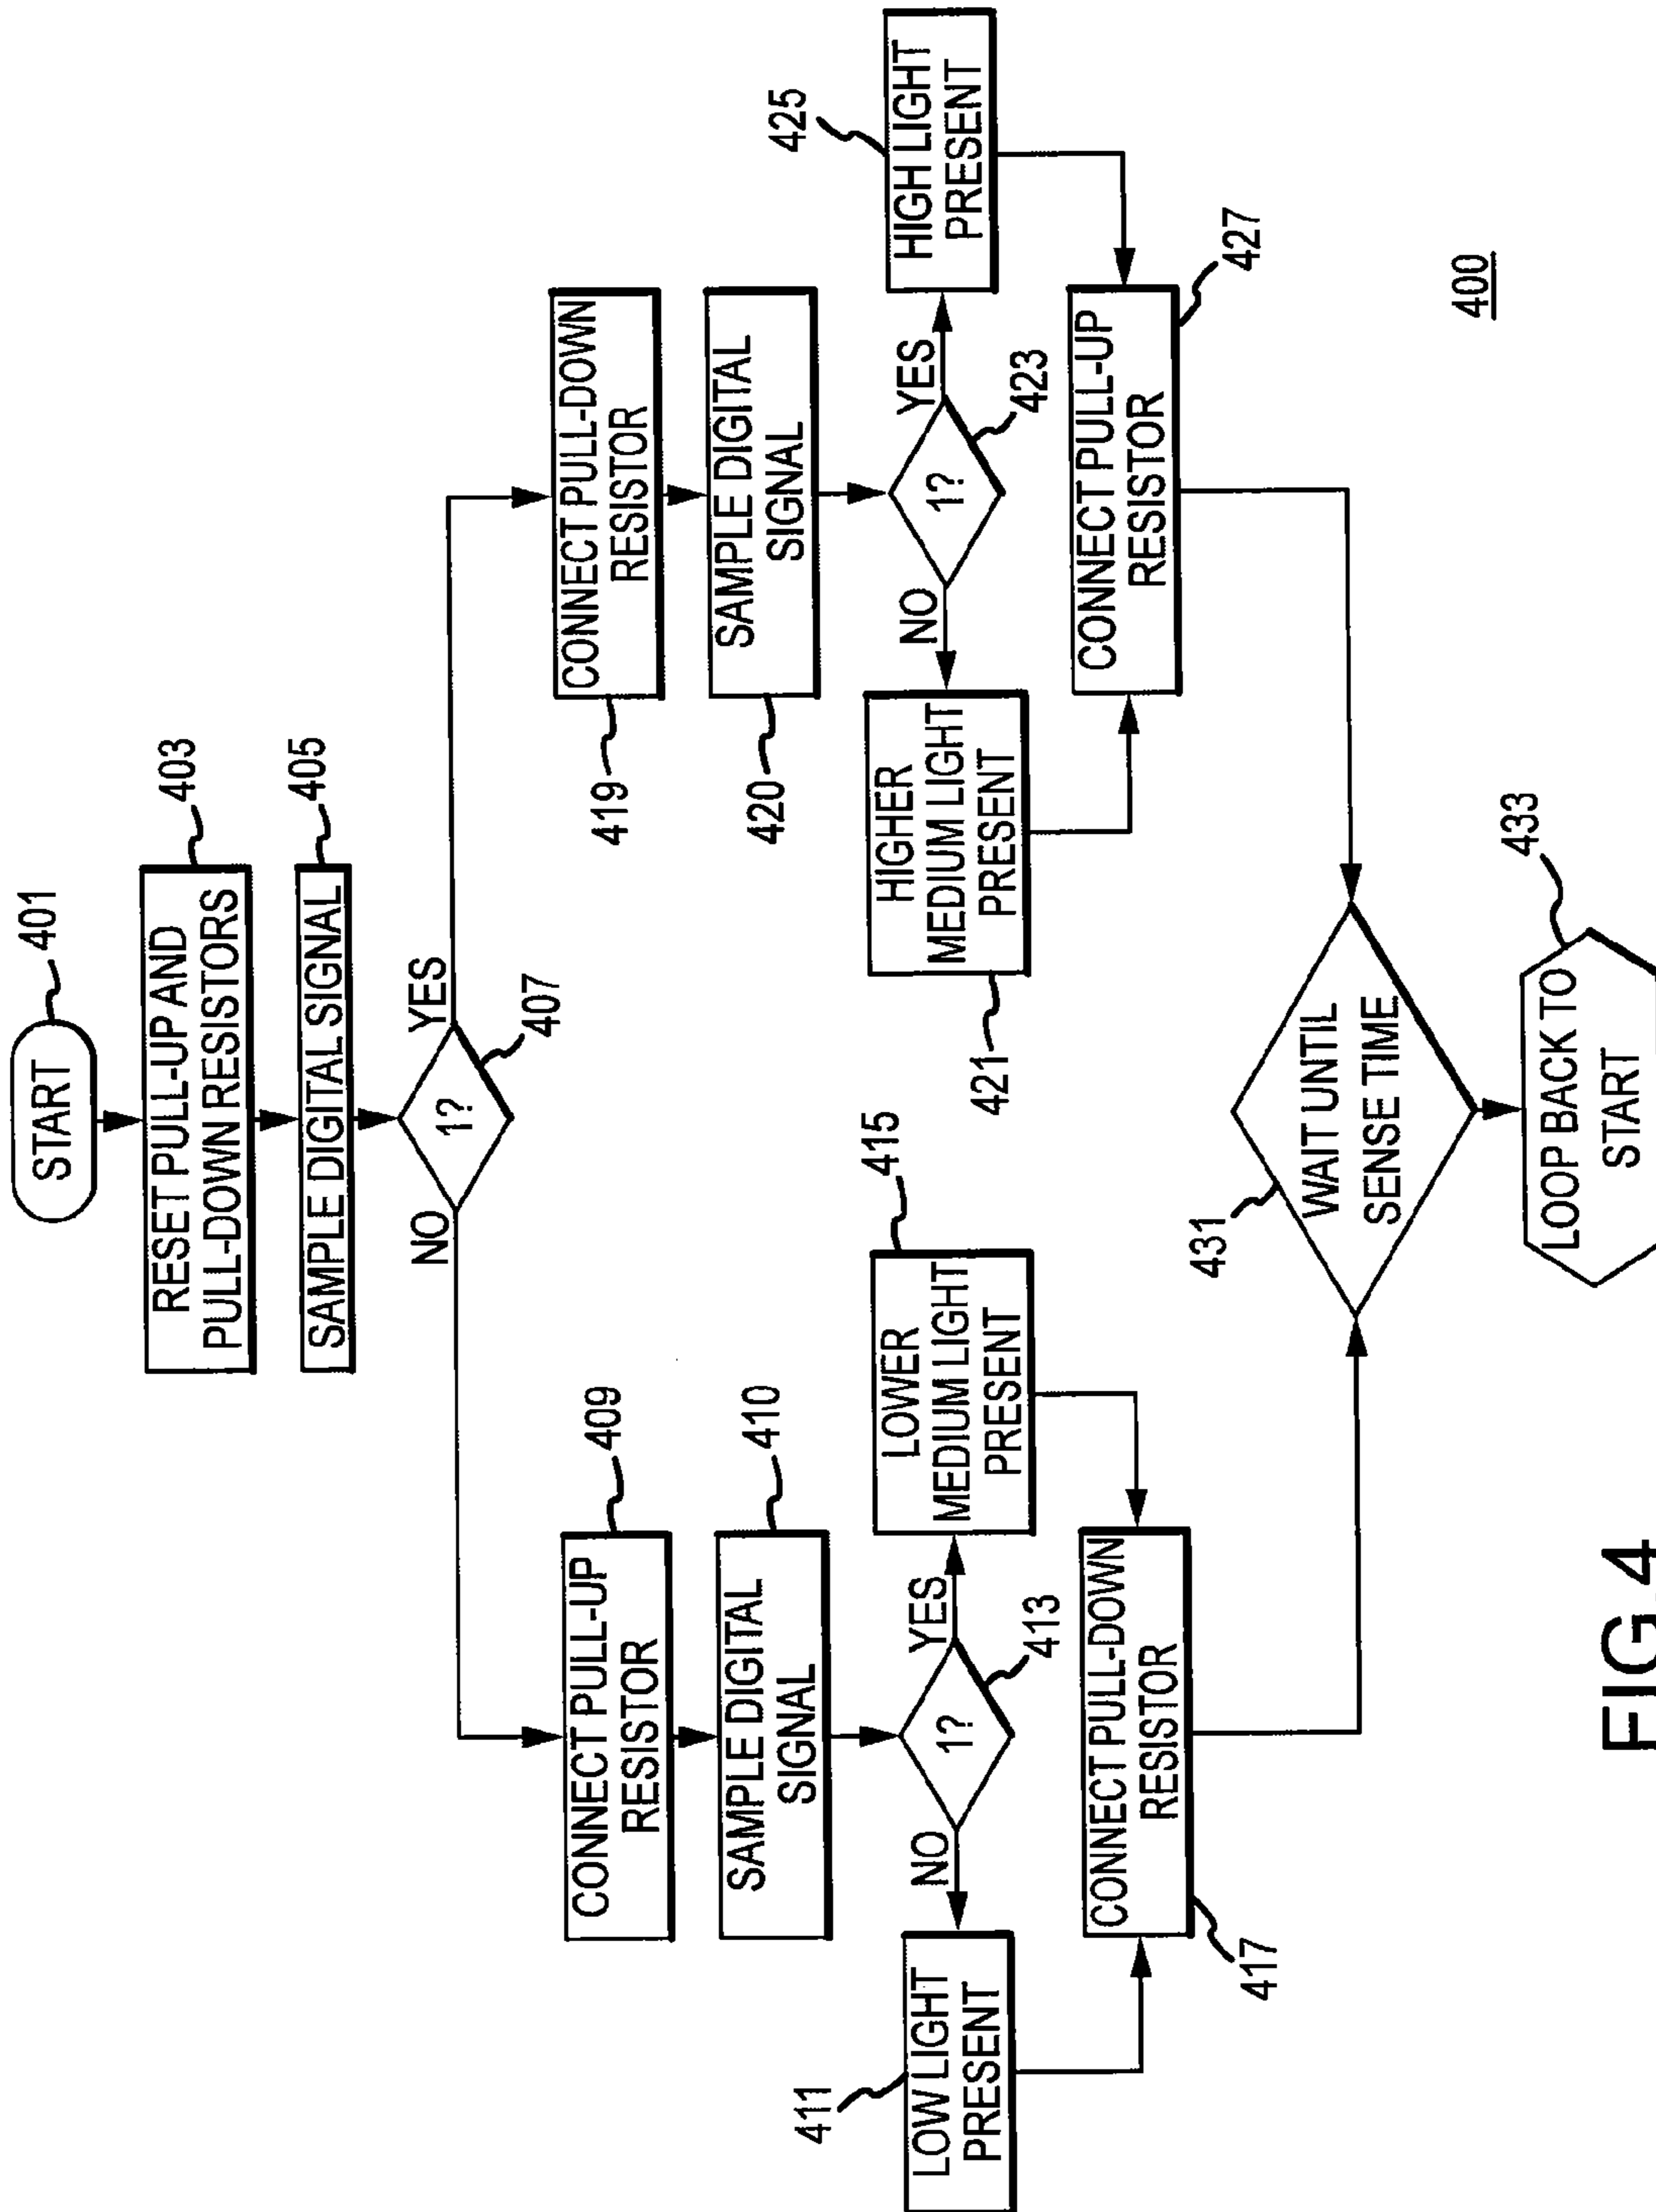 START
401
RESET PULL-UP AND
PULL-DOWN RESISTORS
403
SAMPLE DIGITAL SIGNAL
405
1?
407
NO
YES
CONNECT PULL-UP
RESISTOR
409
SAMPLE DIGITAL
SIGNAL
410
1?
413
NO
YES
411
LOW LIGHT
PRESENT
LOWER
MEDIUM LIGHT
PRESENT
415
CONNECT PULL-DOWN
RESISTOR
417
CONNECT PULL-DOWN
RESISTOR
419
SAMPLE DIGITAL
SIGNAL
420
1?
423
NO
YES
HIGHER
MEDIUM LIGHT
PRESENT
421
HIGH LIGHT
PRESENT
425
CONNECT PULL-UP
RESISTOR
427
WAIT UNTIL
SENSE TIME
431
LOOP BACK TO
START
433
400
FIG.4